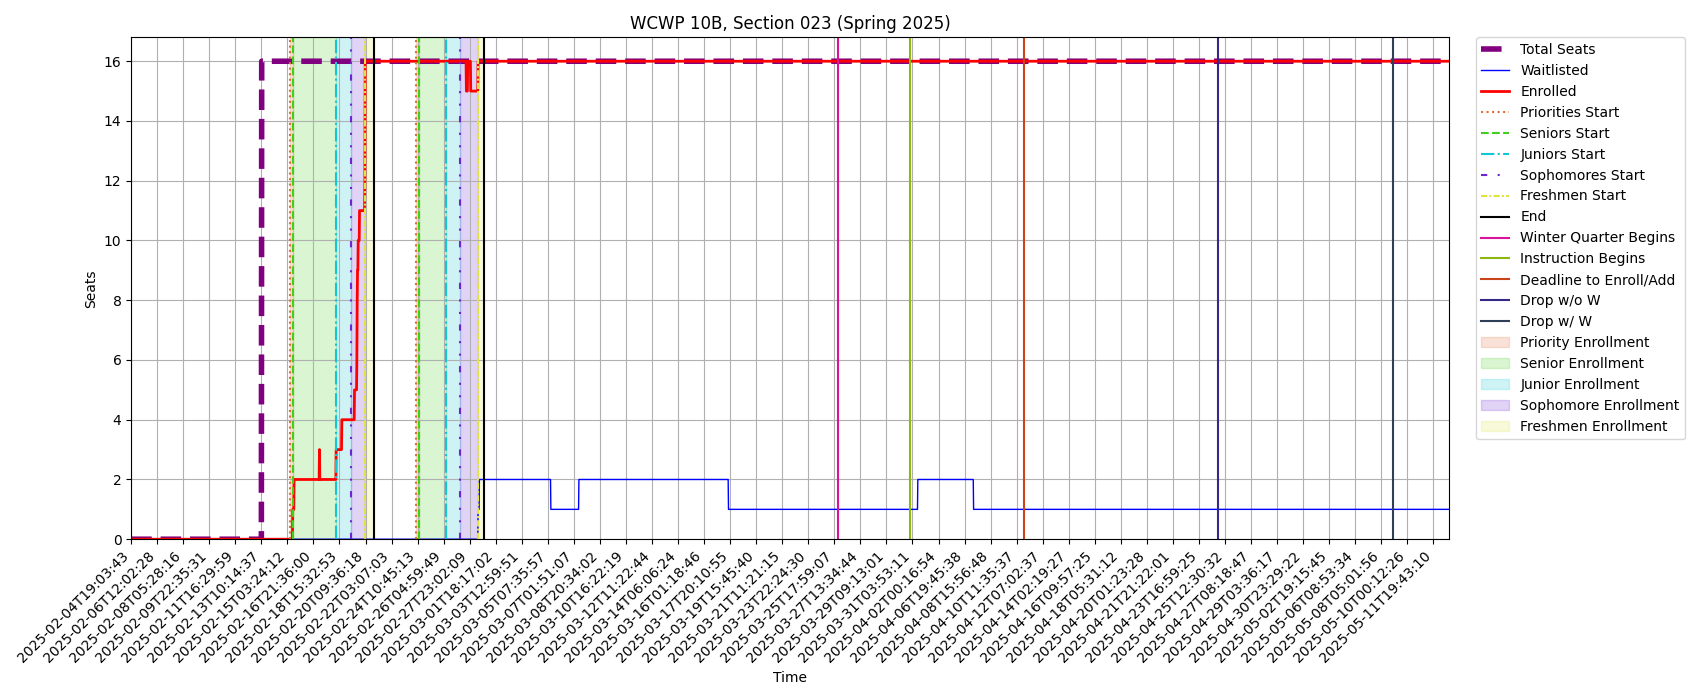 WCWP 10B, Section 023 (Spring 2025)
Seats
16
14
12
10
8
6
4
2
0
2025-02-04T19:03:43
2025-02-06T12:02:28
2025-02-08T05:28:16
2025-02-09T22:35:31
2025-02-11T16:29:59
2025-02-13T10:14:37
2025-02-15T03:24:12
2025-02-16T21:36:00
2025-02-18T15:32:53
2025-02-20T09:36:18
2025-02-22T03:07:03
2025-02-24T10:45:13
2025-02-26T04:59:49
2025-02-27T23:02:09
2025-03-01T18:17:02
2025-03-03T12:59:51
2025-03-05T07:35:57
2025-03-07T01:51:07
2025-03-08T20:34:02
2025-03-10T16:22:19
2025-03-12T11:22:44
2025-03-14T06:06:24
2025-03-16T01:18:46
2025-03-17T20:10:55
2025-03-19T15:45:40
2025-03-21T11:21:15
2025-03-23T22:24:30
2025-03-25T17:59:07
2025-03-27T13:34:44
2025-03-29T09:13:01
2025-03-31T03:53:11
2025-04-02T00:16:54
2025-04-06T19:45:38
2025-04-08T15:56:48
2025-04-10T11:35:37
2025-04-12T07:02:37
2025-04-14T02:19:27
2025-04-16T09:57:25
2025-04-18T05:31:12
2025-04-20T01:23:28
2025-04-21T21:22:01
2025-04-23T16:59:25
2025-04-25T12:30:32
2025-04-27T08:18:47
2025-04-29T03:36:17
2025-04-30T23:29:22
2025-05-02T19:15:45
2025-05-06T08:53:34
2025-05-08T05:01:56
2025-05-10T00:12:26
2025-05-11T19:43:10
Time
Total Seats
Waitlisted
Enrolled
Priorities Start
Seniors Start
Juniors Start
Sophomores Start
Freshmen Start
End
Winter Quarter Begins
Instruction Begins
Deadline to Enroll/Add
Drop w/o W
Drop w/ W
Priority Enrollment
Senior Enrollment
Junior Enrollment
Sophomore Enrollment
Freshmen Enrollment